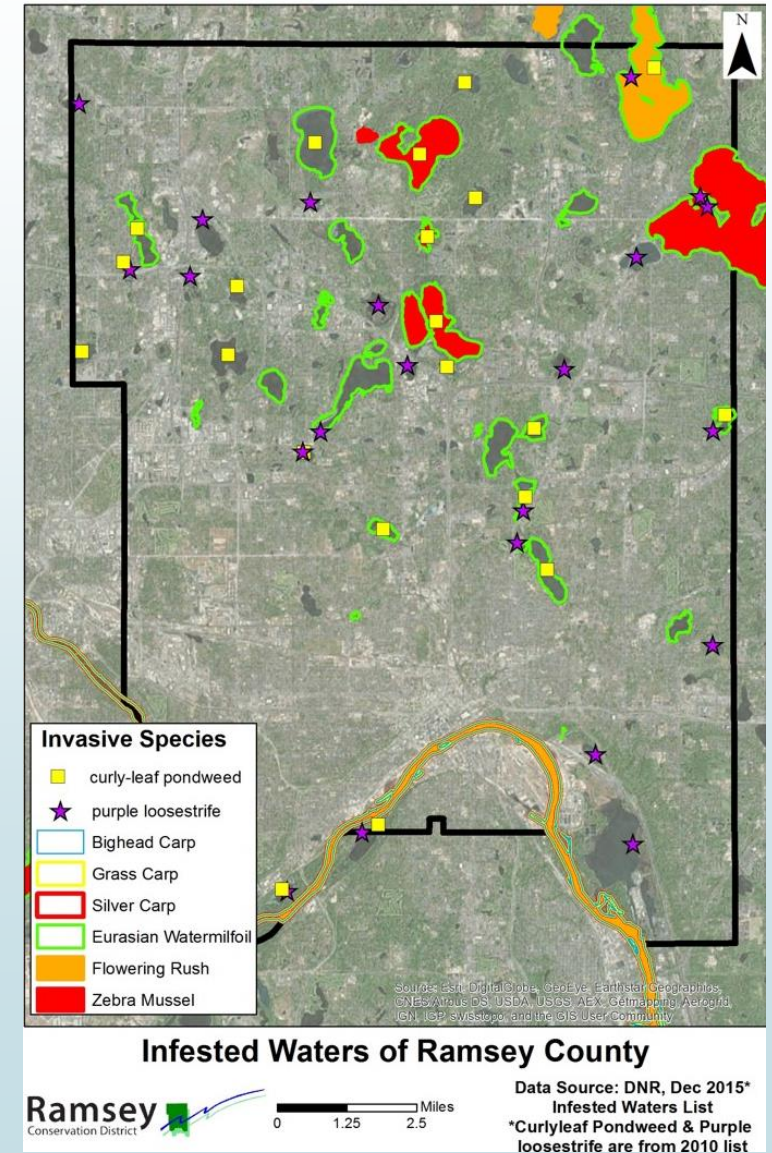 N
Invasive Species
curly-leaf pondweed
purple loosestrife
Bighead Carp
Grass Carp
Silver Carp
Eurasian Watermilfoil
Flowering Rush
Zebra Mussel
Source: Esri, DigitalGlobe, GeoEye, Earthstar Geographics,
CNES/Airbus DS, USDA, USGS, AEX, Getmapping, Aerogrid,
IGN, IGP, swisstopo, and the GIS User Community
Infested Waters of Ramsey County
Ramsey
Conservation District
Miles
0 1.25 2.5
Data Source: DNR, Dec 2015*
Infested Waters List
*Curlyleaf Pondweed & Purple
loosestrife are from 2010 list